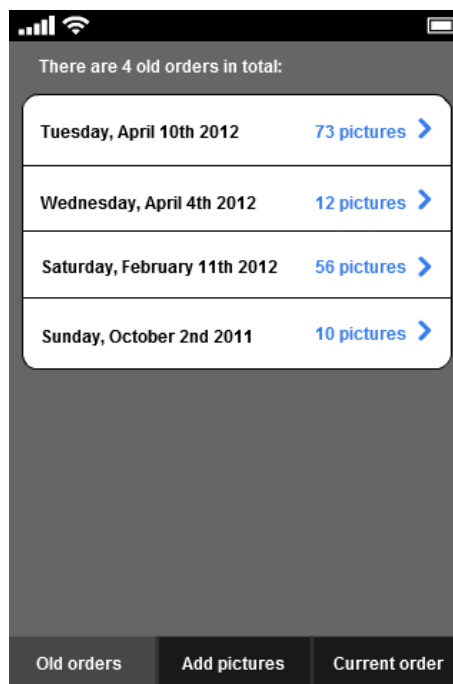 There are 4 old orders in total:
Tuesday, April 10th 2012 73 pictures
Wednesday, April 4th 2012 12 pictures
Saturday, February 11th 2012 56 pictures
Sunday, October 2nd 2011 10 pictures
Old orders Add pictures Current order